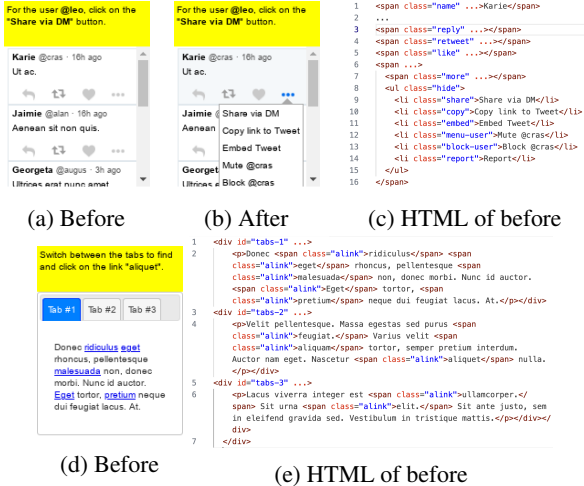 For the user @leo, click on the
"Share via DM" button.
Karie @cras · 16h ago
Ut ac.
Jaimie @alan · 16h ago
Aenean sit non quis.
Georgeta @augus · 3h ago
Ultrices erat nunc amet
(a) Before
For the user @leo, click on the
"Share via DM" button.
Karie @cras · 16h ago
Ut ac.
Jaimie
Aenean
Georget
Ultrices
Share via DM
Copy link to Tweet
Embed Tweet
Mute @cras
Block @cras
(b) After
1 <span class="name" ...>Karie</span>
2 ...
3 <span class="reply" ...></span>
4 <span class="retweet" ...></span>
5 <span class="like" ...></span>
6 <span ...>
7 <span class="more" ...></span>
8 <ul class="hide">
9 <li class="share">Share via DM</li>
10 <li class="copy">Copy link to Tweet</li>
11 <li class="embed">Embed Tweet</li>
12 <li class="menu-user">Mute @cras</li>
13 <li class="block-user">Block @cras</li>
14 <li class="report">Report</li>
15 </ul>
16 </span>
(c) HTML of before
Switch between the tabs to find
and click on the link "aliquet".
Tab #1 Tab #2 Tab #3
Donec ridiculus eget
rhoncus, pellentesque
malesuada non, donec
morbi. Nunc id auctor.
Eget tortor, pretium neque
dui feugiat lacus. At.
(d) Before
1 <div id="tabs-1" ...>
2 <p>Donec <span class="alink">ridiculus</span> <span
class="alink">eget</span> rhoncus, pellentesque <span
class="alink">malesuada</span> non, donec morbi. Nunc id auctor.
<span class="alink">Eget</span> tortor, <span
class="alink">pretium</span> neque dui feugiat lacus. At.</p></div>
3 <div id="tabs-2" ...>
4 <p>Velit pellentesque. Massa egestas sed purus <span
class="alink">feugiat.</span> Varius velit <span
class="alink">aliquam</span> tortor, semper pretium interdum.
Auctor nam eget. Nascetur <span class="alink">aliquet</span> nulla.
</p></div>
5 <div id="tabs-3" ...>
6 <p>Lacus viverra integer est <span class="alink">ullamcorper.</
span> Sit urna <span class="alink">elit.</span> Sit ante justo, sem
in eleifend gravida sed. Vestibulum in tristique mattis.</p></div></
div>
7 </div>
(e) HTML of before